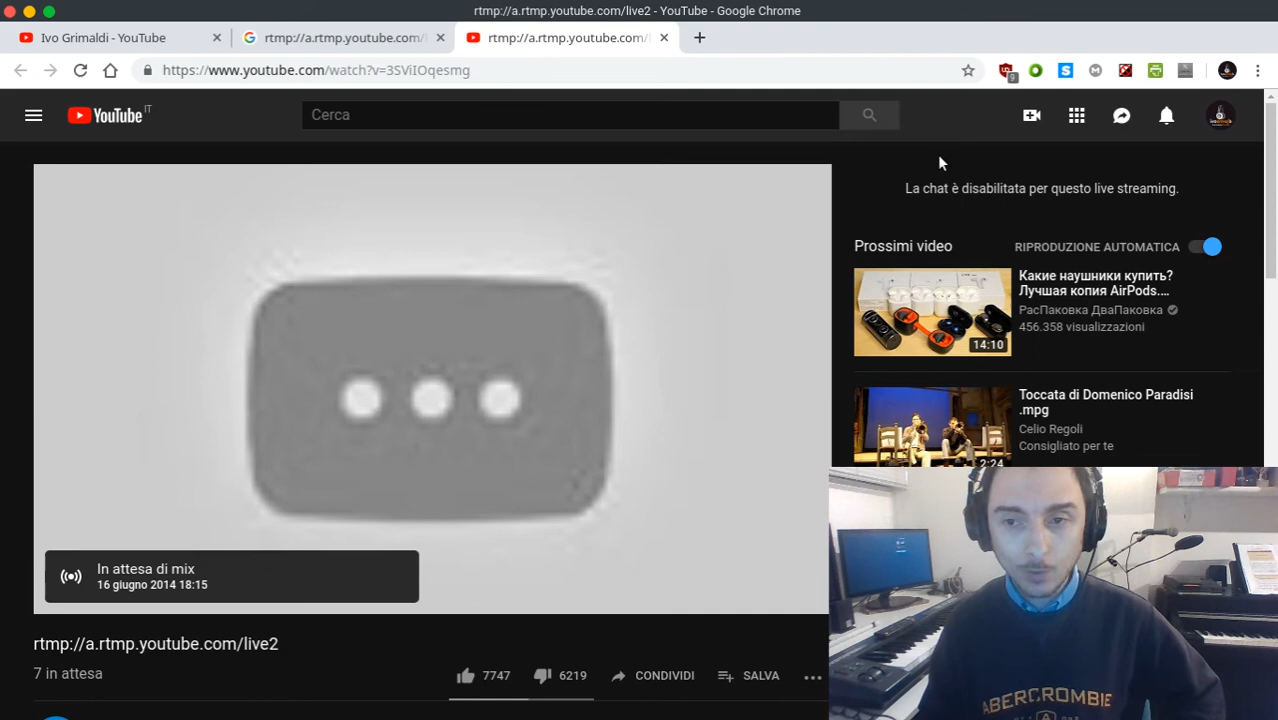 rtmp://a.rtmp.youtube.com/live2 - YouTube - Google Chrome
Ivo Grimaldi - YouTube
rtmp://a.rtmp.youtube.com/
rtmp://a.rtmp.youtube.com/
https://www.youtube.com/watch?v=3SViIOqesmg
9
YouTube IT
Cerca
La chat è disabilitata per questo live streaming.
Prossimi video
RIPRODUZIONE AUTOMATICA
Какие наушники купить?
Лучшая копия AirPods....
РасПаковка ДваПаковка
456.358 visualizzazioni
14:10
Toccata di Domenico Paradisi
.mpg
Celio Regoli
Consigliato per te
2:24
In attesa di mix
16 giugno 2014 18:15
rtmp://a.rtmp.youtube.com/live2
7 in attesa
7747
6219
CONDIVIDI
SALVA
ABERCROMBIE
A